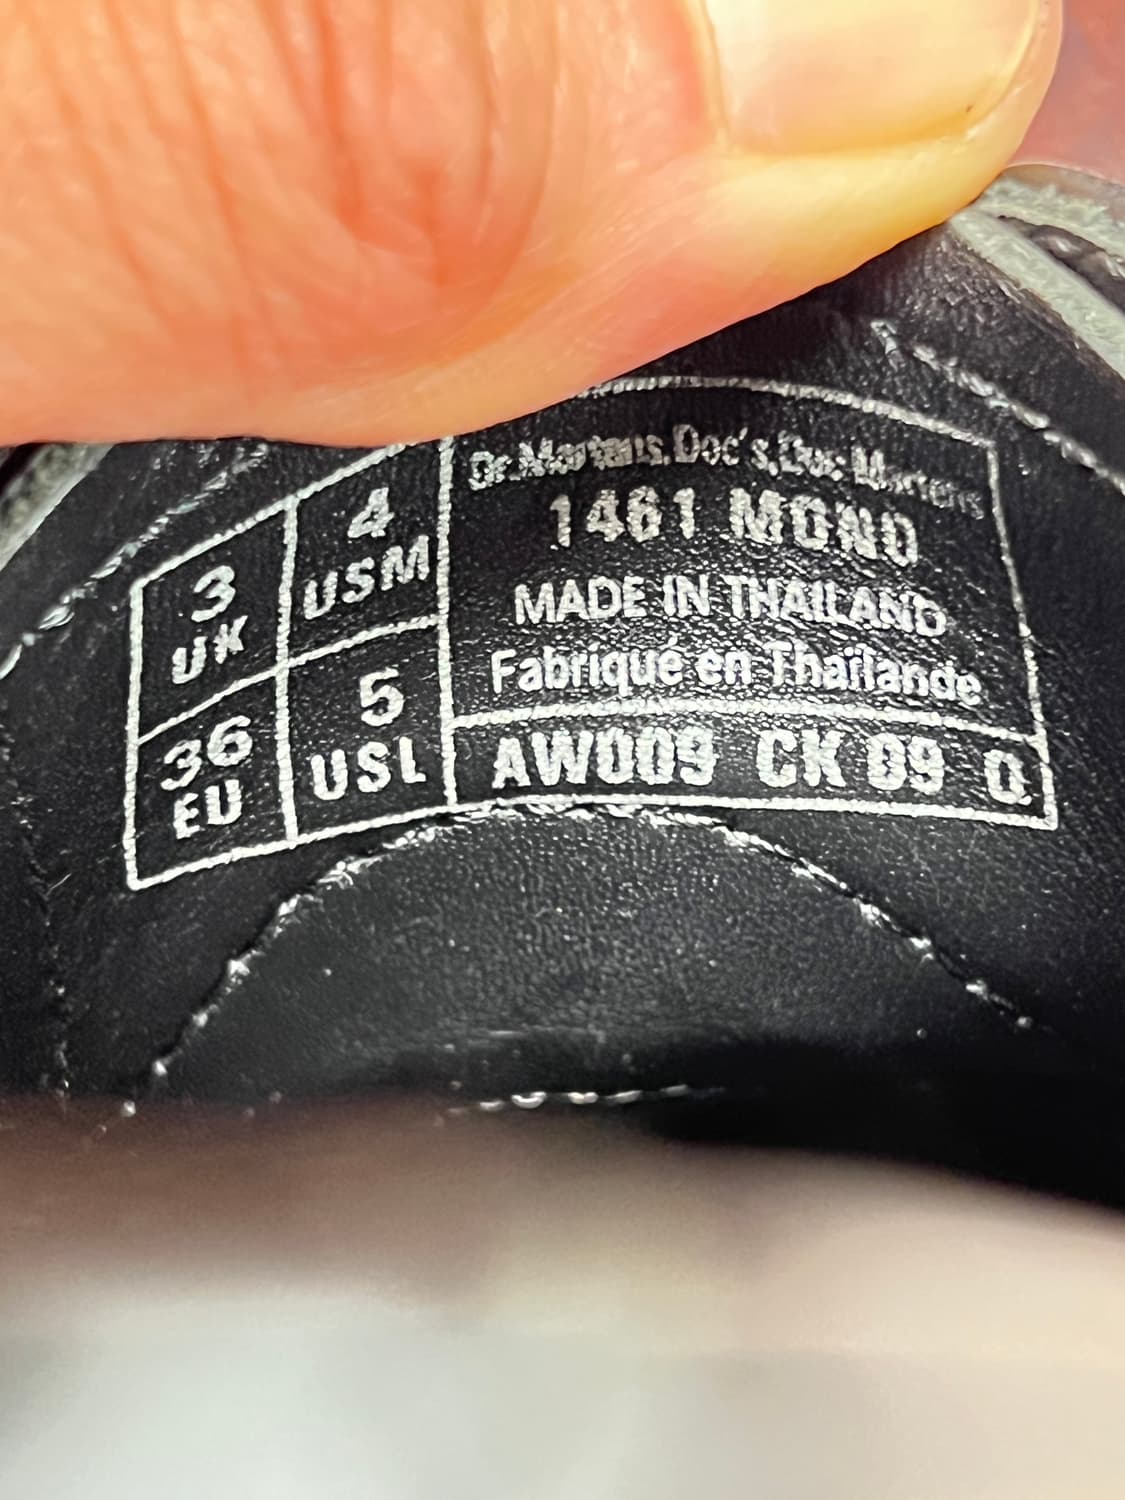 3
UK
4
USM
36
EU
5
USL
Dr.Martens.Doc's,Doc Martens
1461 MONO
MADE IN THAILAND
Fabriqué en Thaïlande
AW009 CK 09 Q